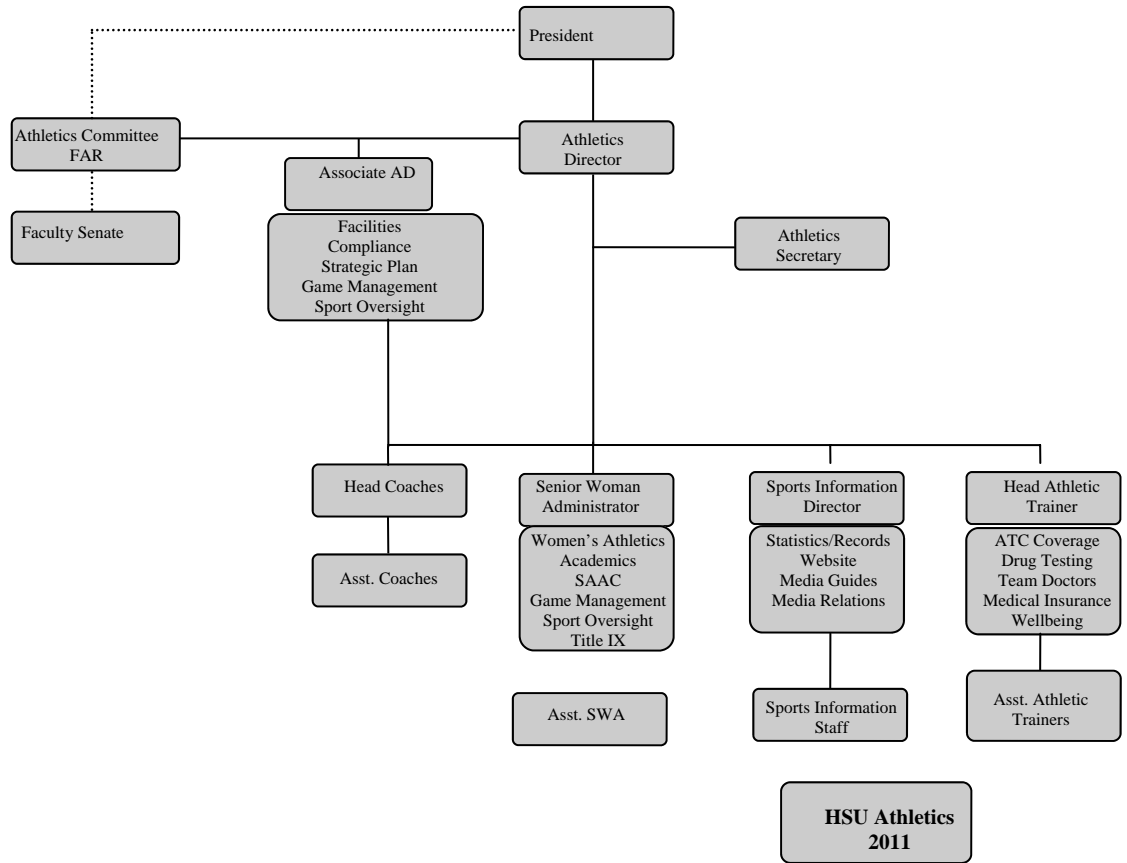 President
Athletics Committee
FAR
Athletics
Director
Associate AD
Faculty Senate
Facilities
Compliance
Strategic Plan
Game Management
Sport Oversight
Athletics
Secretary
Head Coaches
Senior Woman
Administrator
Sports Information
Director
Head Athletic
Trainer
Asst. Coaches
Women’s Athletics
Academics
SAAC
Game Management
Sport Oversight
Title IX
Statistics/Records
Website
Media Guides
Media Relations
ATC Coverage
Drug Testing
Team Doctors
Medical Insurance
Wellbeing
Asst. SWA
Sports Information
Staff
Asst. Athletic
Trainers
HSU Athletics
2011